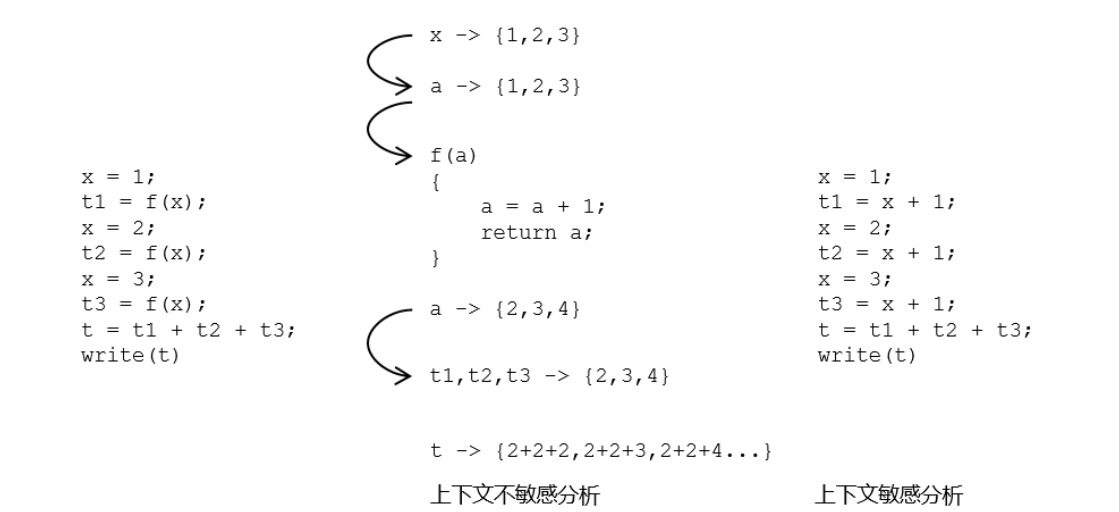 x = 1;
t1 = f(x);
x = 2;
t2 = f(x);
x = 3;
t3 = f(x);
t = t1 + t2 + t3;
write(t)
x -> {1,2,3}
a -> {1,2,3}
f(a)
{
    a = a + 1;
    return a;
}
a -> {2,3,4}
t1,t2,t3 -> {2,3,4}
t -> {2+2+2,2+2+3,2+2+4...}
上下文不敏感分析
x = 1;
t1 = x + 1;
x = 2;
t2 = x + 1;
x = 3;
t3 = x + 1;
t = t1 + t2 + t3;
write(t)
上下文敏感分析